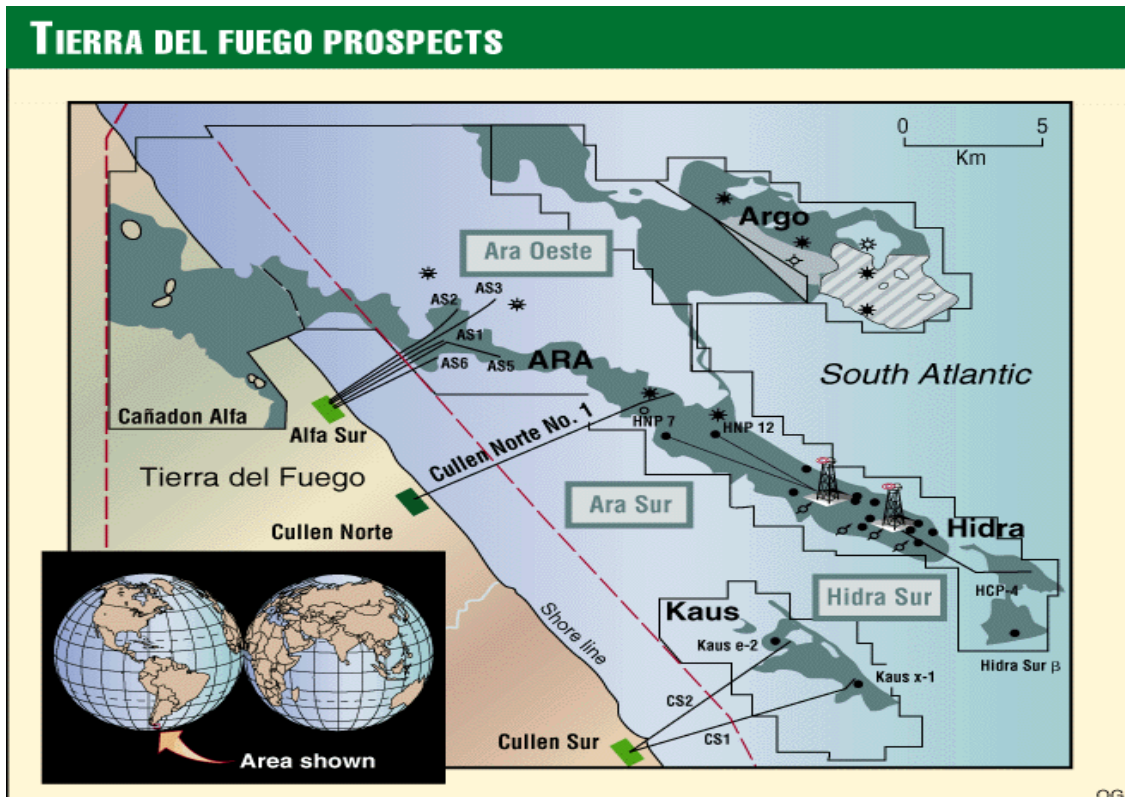 TIERRA DEL FUEGO PROSPECTS
0 5
Km
Argo
Ara Oeste
AS3
AS2
AS1
ARA
AS5
AS6
South Atlantic
Cañadon Alfa
Alfa Sur
Cullen Norte No. 1
HNP 7
HNP 12
Tierra del Fuego
Ara Sur
Cullen Norte
Hidra
HCP-4
Hidra Sur
Kaus
Shore line
Kaus e-2
Hidra Sur β
Kaus x-1
CS2
CS1
Cullen Sur
Area shown